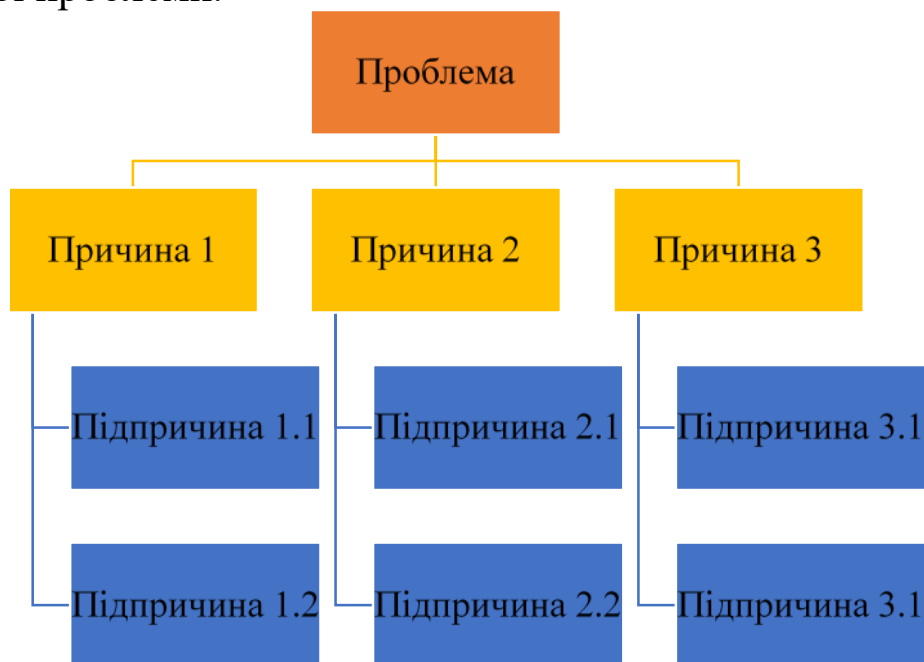 Проблема
Причина 1
Причина 2
Причина 3
Підпричина 1.1
Підпричина 2.1
Підпричина 3.1
Підпричина 1.2
Підпричина 2.2
Підпричина 3.1